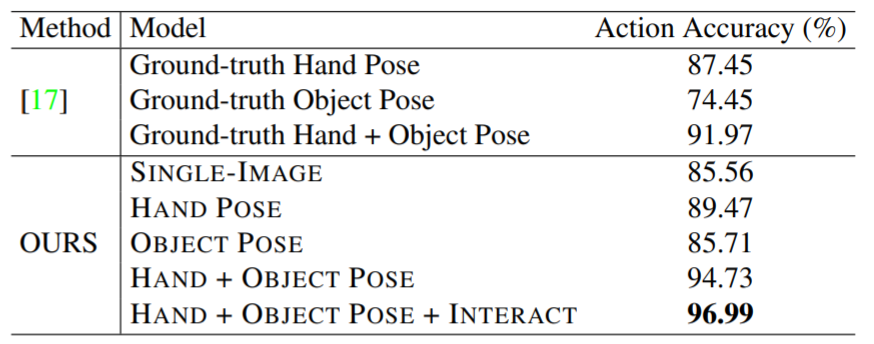 Method Model Action Accuracy (%)
Ground-truth Hand Pose 87.45
[17] Ground-truth Object Pose 74.45
Ground-truth Hand + Object Pose 91.97
SINGLE-IMAGE 85.56
HAND POSE 89.47
OURS OBJECT POSE 85.71
HAND + OBJECT POSE 94.73
HAND + OBJECT POSE + INTERACT 96.99